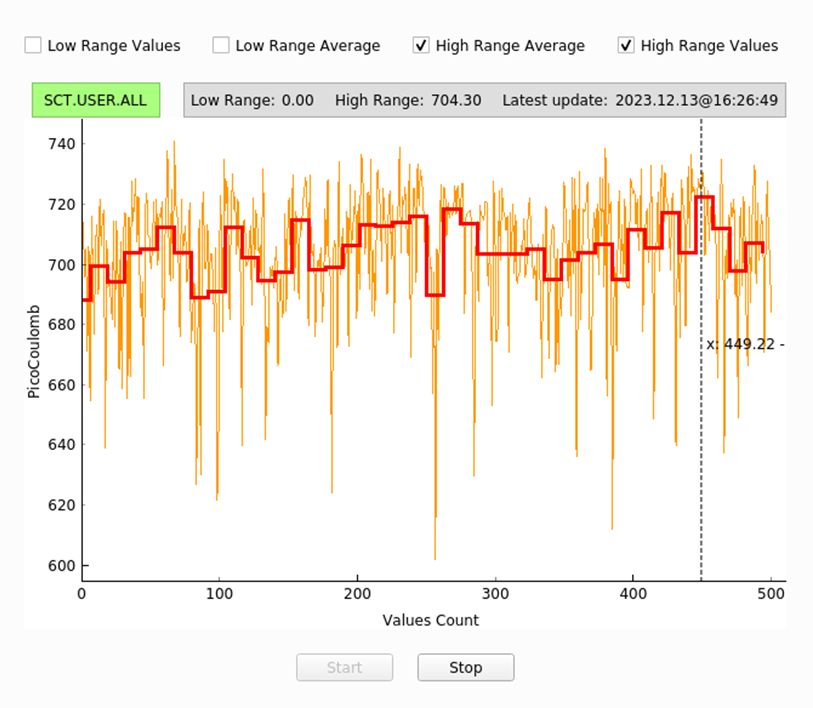 Low Range Values Low Range Average High Range Average High Range Values
SCT.USER.ALL Low Range: 0.00 High Range: 704.30 Latest update: 2023.12.13@16:26:49
740
720
700
680
660
640
620
600
PicoCoulomb
x: 449.22 -
0 100 200 300 400 500
Values Count
Start Stop